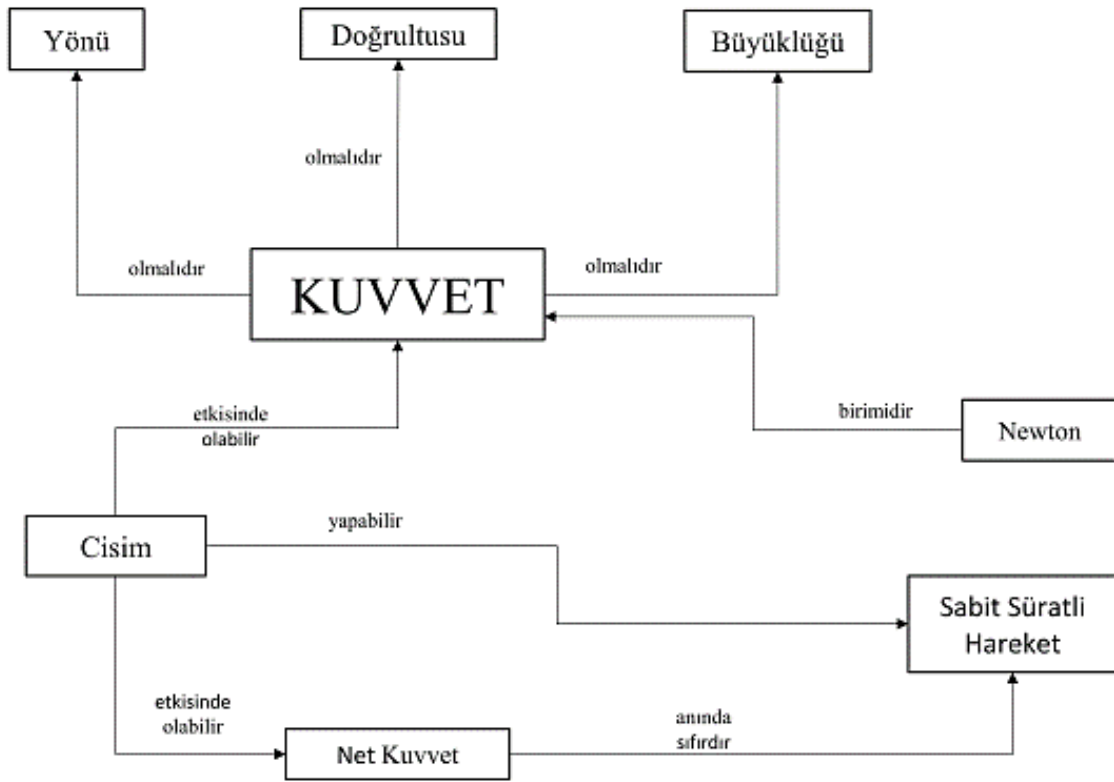 Yönü
Doğrultusu
Büyüklüğü
olmalıdır
olmalıdır
olmalıdır
KUVVET
etkisinde
olabilir
birimidir
Newton
Cisim
yapabilir
Sabit Süratli
Hareket
etkisinde
olabilir
Net Kuvvet
anında
sıfırdır